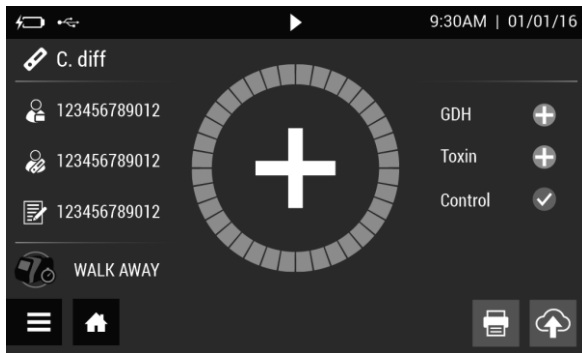 9:30AM | 01/01/16
C. diff
123456789012
123456789012
123456789012
WALK AWAY
GDH
Toxin
Control